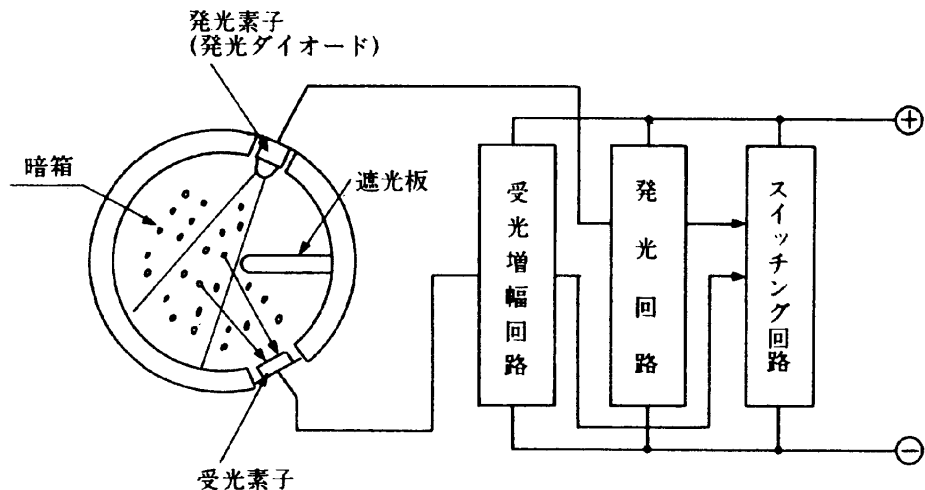 発光素子
(発光ダイオード)
暗箱
遮光板
受光素子
受光増幅回路
発光回路
スイッチング回路
+
−